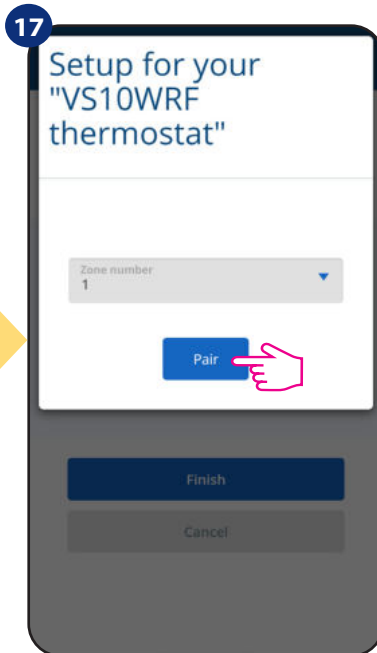 17
Setup for your
"VS10WRF
thermostat"
Zone number
1
Pair
Finish
Cancel